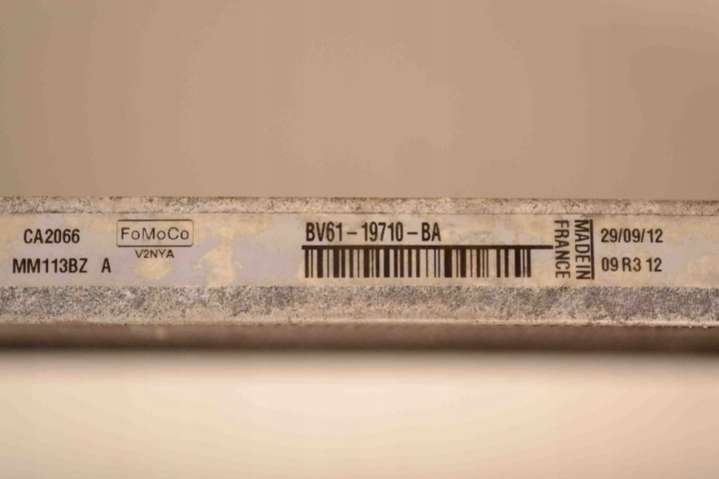 CA2066
MM113BZ A
FoMoCo
V2NYA
BV61-19710-BA
MADE IN
FRANCE
29/09/12
09 R3 12